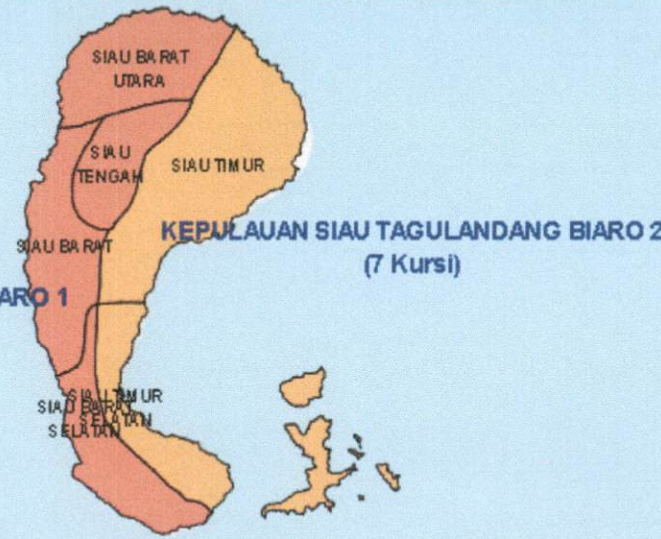 SIAU BARAT
UTARA
SIAU
TENGAH
SIAU TIMUR
SIAU BARAT
KEPULAUAN SIAU TAGULANDANG BIARO 2
(7 Kursi)
ARO 1
SIAU TIMUR
SELATAN
SIAU BARAT
SELATAN